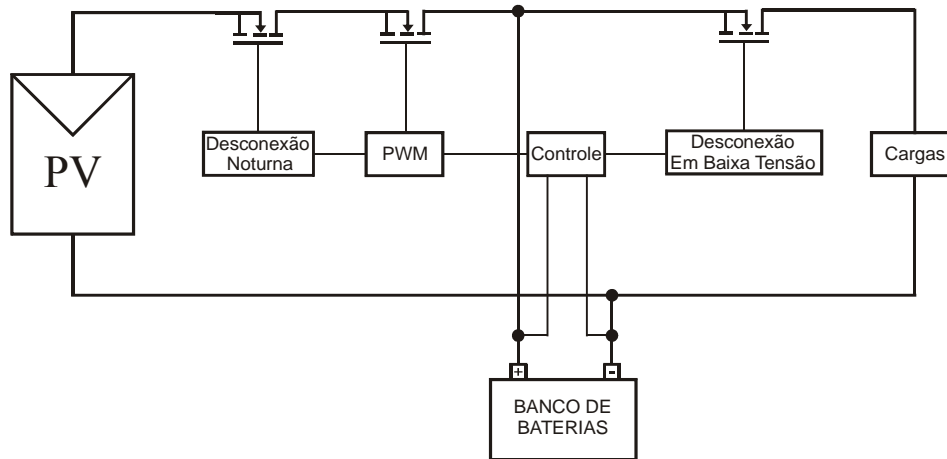 PV
Desconexão
Noturna
PWM
Controle
Desconexão
Em Baixa Tensão
Cargas
+
-
BANCO DE
BATERIAS